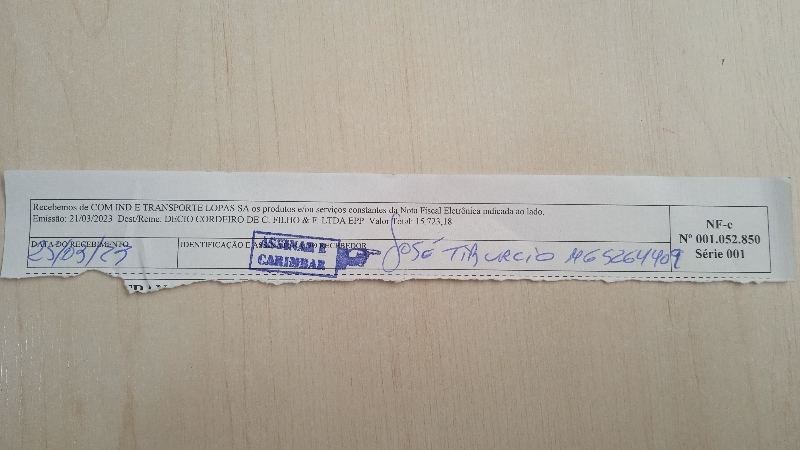 Recebemos de COM IND E TRANSPORTE LOPAS SA os produtos e/ou serviços constantes da Nota Fiscal Eletrônica indicada ao lado.
Emissão: 21/03/2023 Dest/Reme: DECIO CORDEIRO DE C. FILHO & F. LTDA EPP Valor Total: 15.723,18
NF-e
Nº 001.052.850
Série 001
DATA DO RECEBIMENTO
IDENTIFICAÇÃO E DO RECEBEDOR
ASSINAR E
CARIMBAR
JOSÉ MG5264409